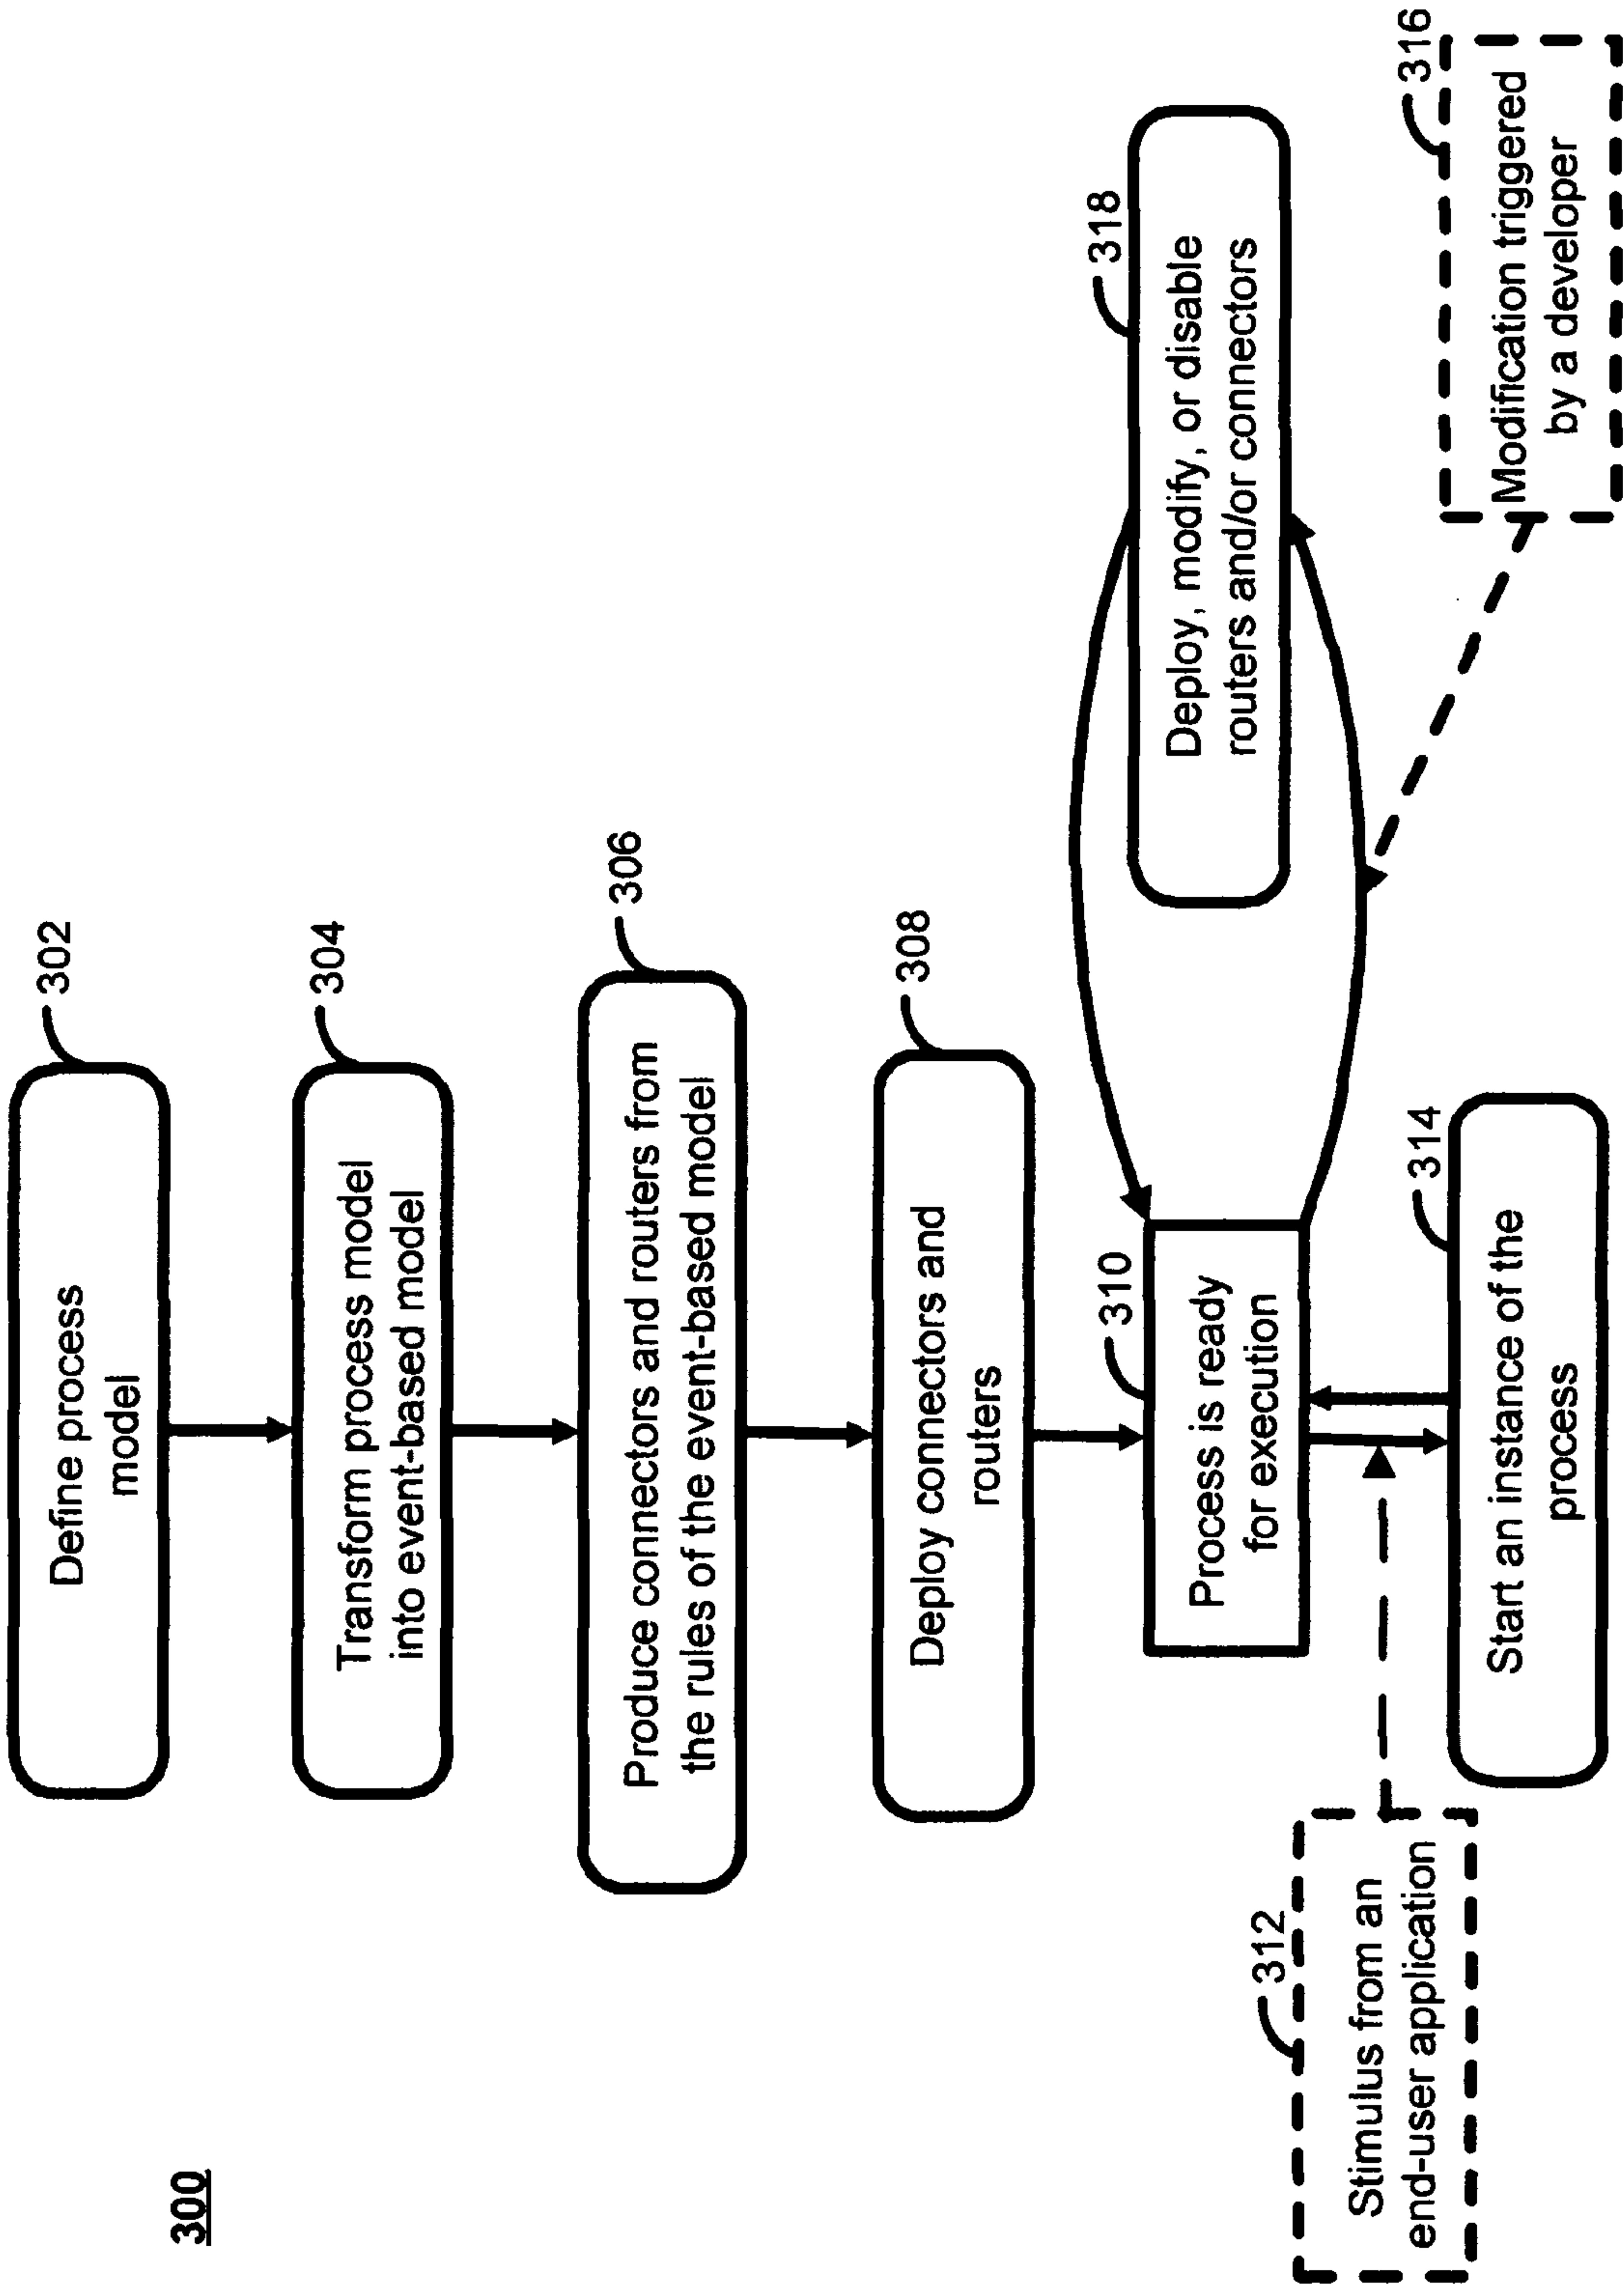 300
302
Define process
model
304
Transform process model
into event-based model
306
Produce connectors and routers from
the rules of the event-based model
308
Deploy connectors and
routers
310
Process is ready
for execution
312
Stimulus from an
end-user application
314
Start an instance of the
process
318
Deploy, modify, or disable
routers and/or connectors
316
Modification triggered
by a developer